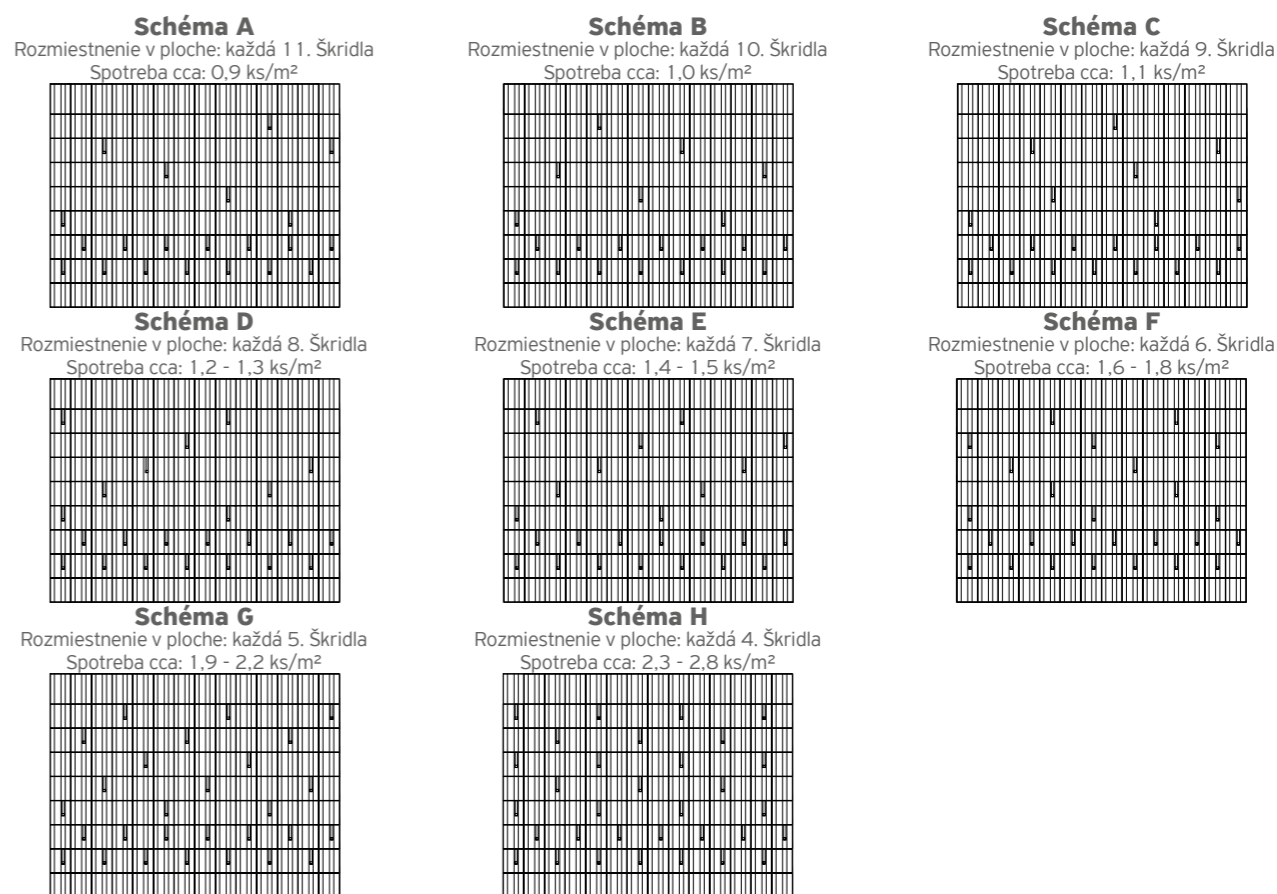 Schéma A
Rozmiestnenie v ploche: každá 11. Škridla
Spotreba cca: 0,9 ks/m²
Schéma B
Rozmiestnenie v ploche: každá 10. Škridla
Spotreba cca: 1,0 ks/m²
Schéma C
Rozmiestnenie v ploche: každá 9. Škridla
Spotreba cca: 1,1 ks/m²
Schéma D
Rozmiestnenie v ploche: každá 8. Škridla
Spotreba cca: 1,2 - 1,3 ks/m²
Schéma E
Rozmiestnenie v ploche: každá 7. Škridla
Spotreba cca: 1,4 - 1,5 ks/m²
Schéma F
Rozmiestnenie v ploche: každá 6. Škridla
Spotreba cca: 1,6 - 1,8 ks/m²
Schéma G
Rozmiestnenie v ploche: každá 5. Škridla
Spotreba cca: 1,9 - 2,2 ks/m²
Schéma H
Rozmiestnenie v ploche: každá 4. Škridla
Spotreba cca: 2,3 - 2,8 ks/m²